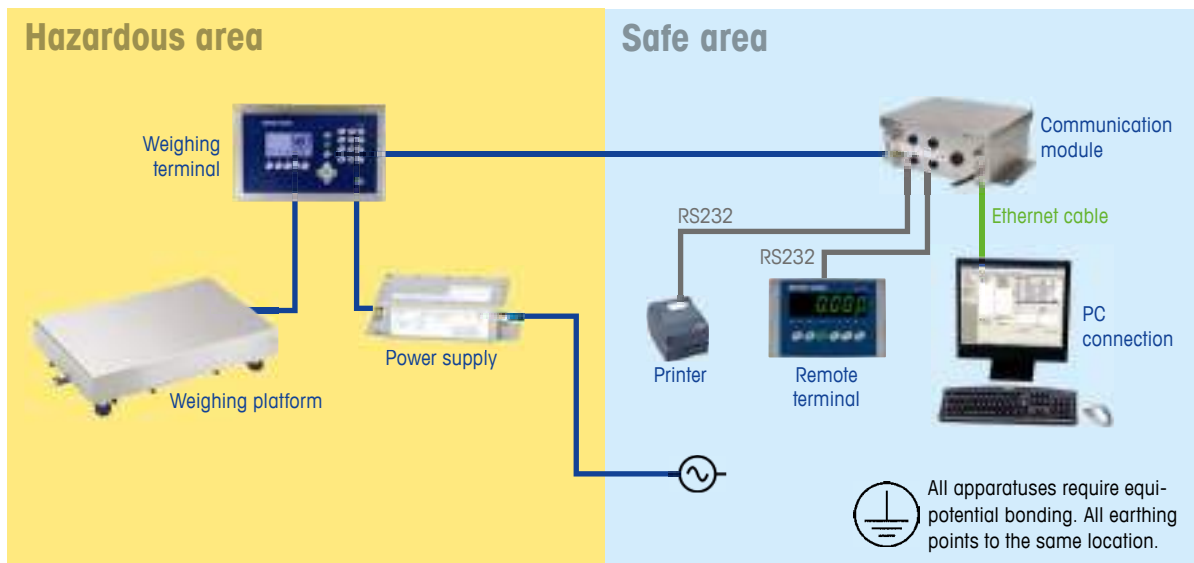 Hazardous area
Safe area
Weighing
terminal
Communication
module
RS232
Ethernet cable
RS232
PC
connection
Power supply
Printer
Remote
terminal
Weighing platform
All apparatuses require equi-
potential bonding. All earthing
points to the same location.